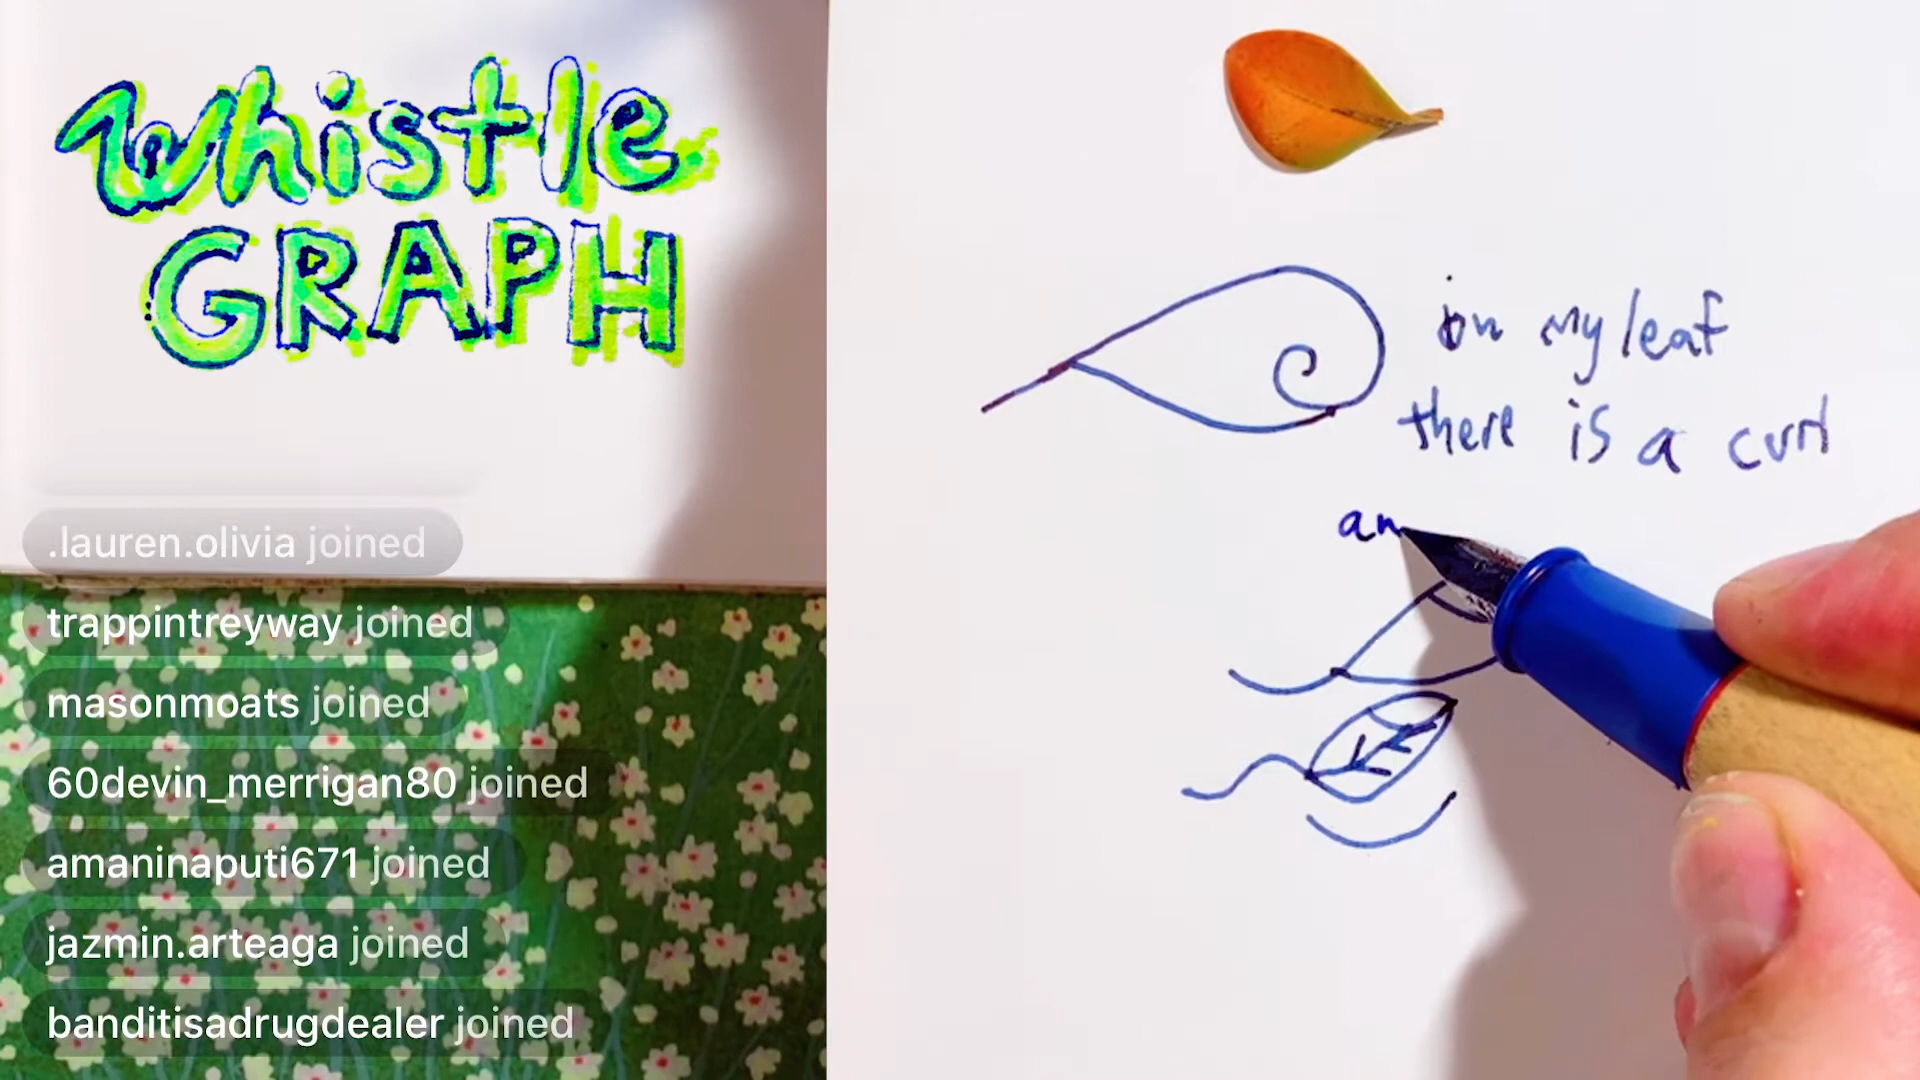 Whistle
GRAPH
.lauren.olivia joined
trappintreyway joined
masonmoats joined
60devin_merrigan80 joined
amaninaputi671 joined
jazmin.arteaga joined
banditisadrugdealer joined
on my leaf
there is a curl
an